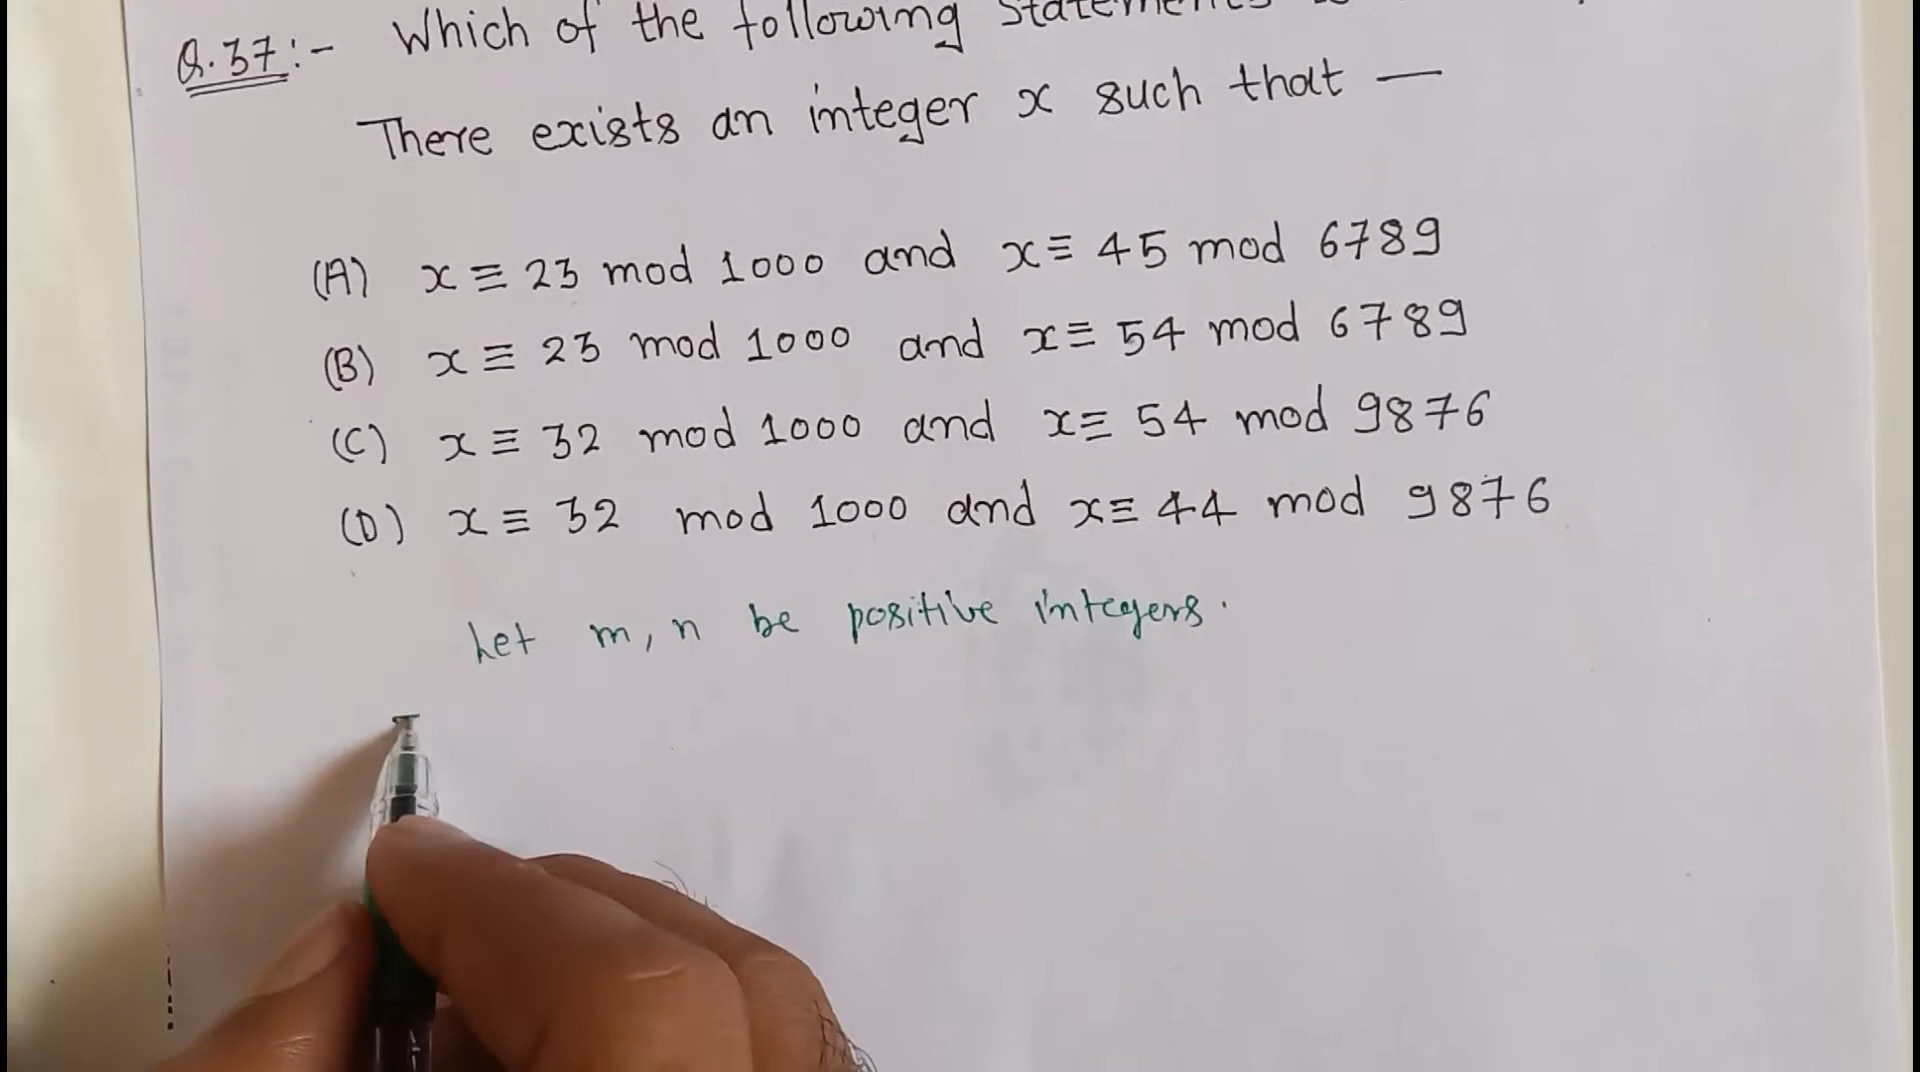 Q.37:- Which of the following statements
There exists an integer x such that —
(A) x ≡ 23 mod 1000 and x ≡ 45 mod 6789
(B) x ≡ 23 mod 1000 and x ≡ 54 mod 6789
(C) x ≡ 32 mod 1000 and x ≡ 54 mod 9876
(D) x ≡ 32 mod 1000 and x ≡ 44 mod 9876
Let m, n be positive integers.